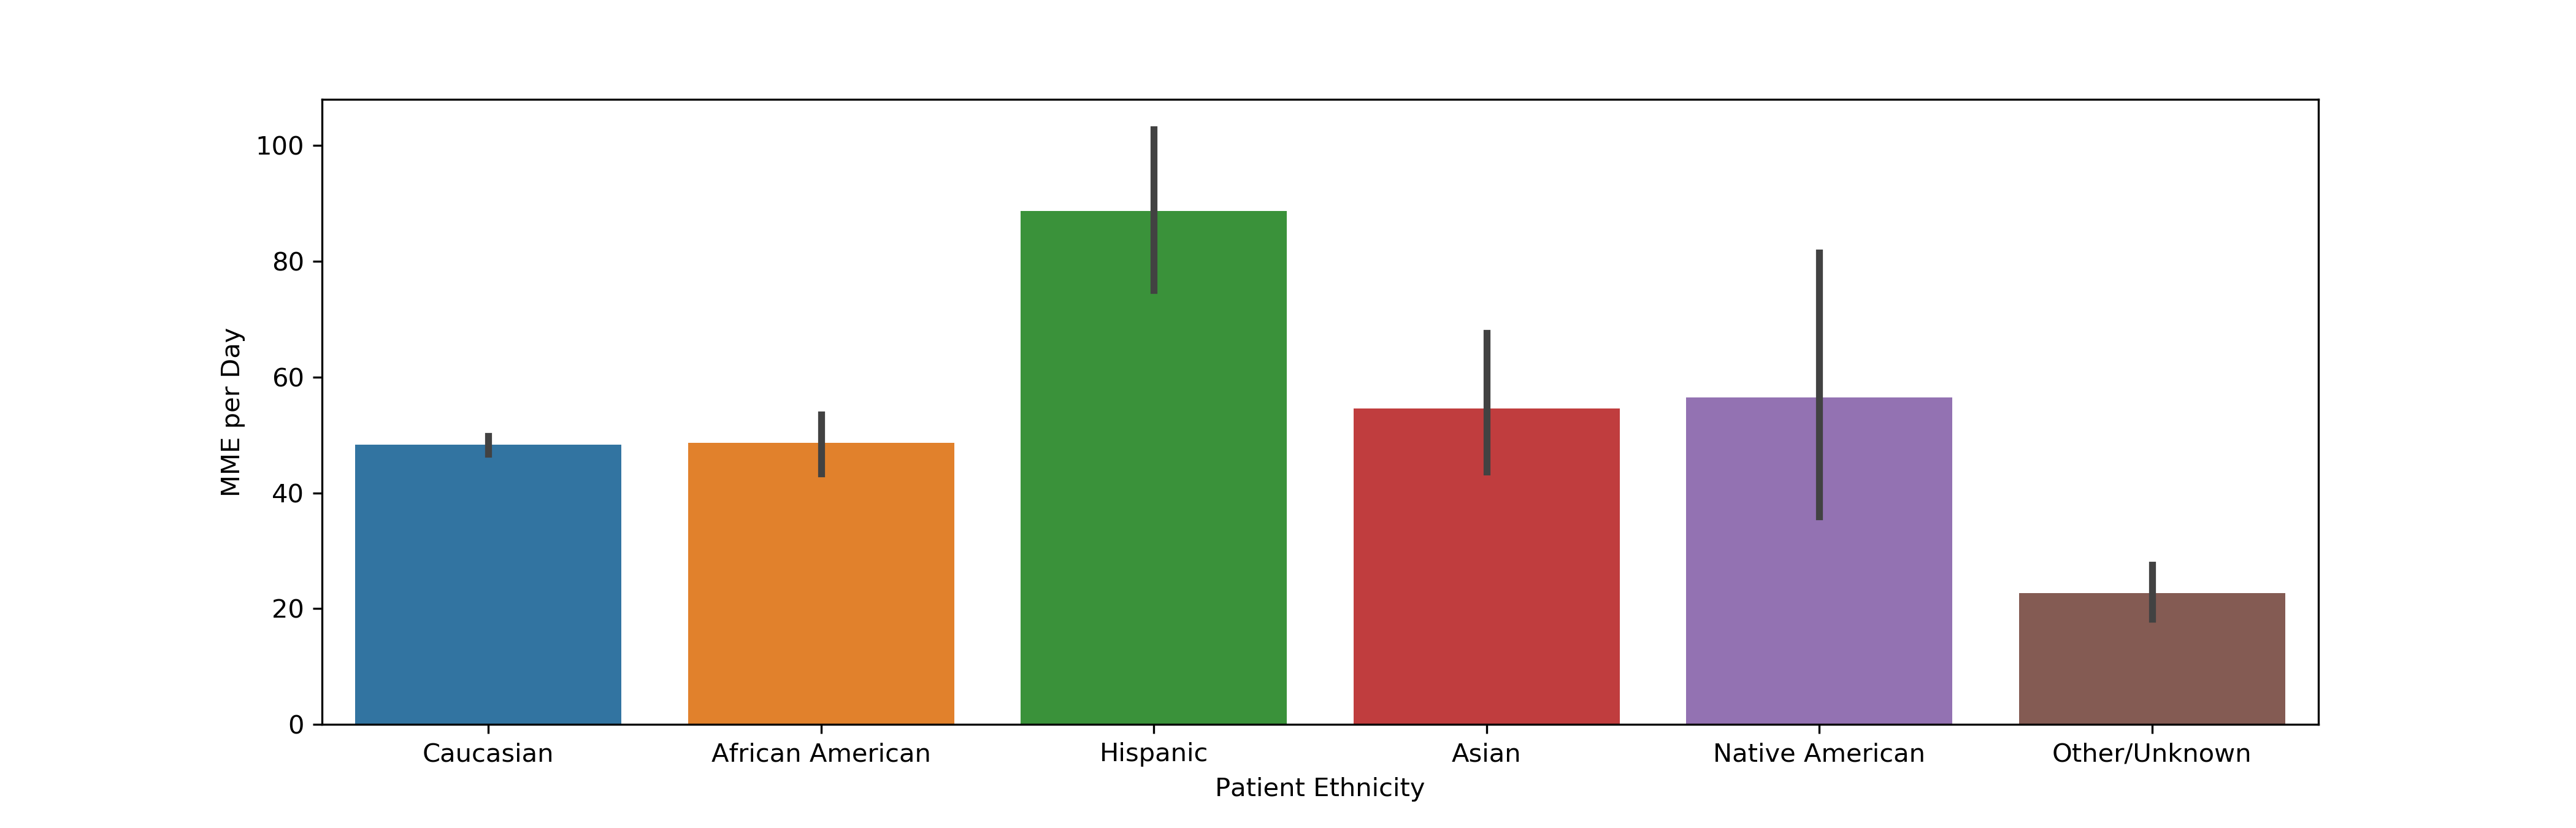 100
80
60
40
20
0
MME per Day
Caucasian African American Hispanic Asian Native American Other/Unknown
Patient Ethnicity